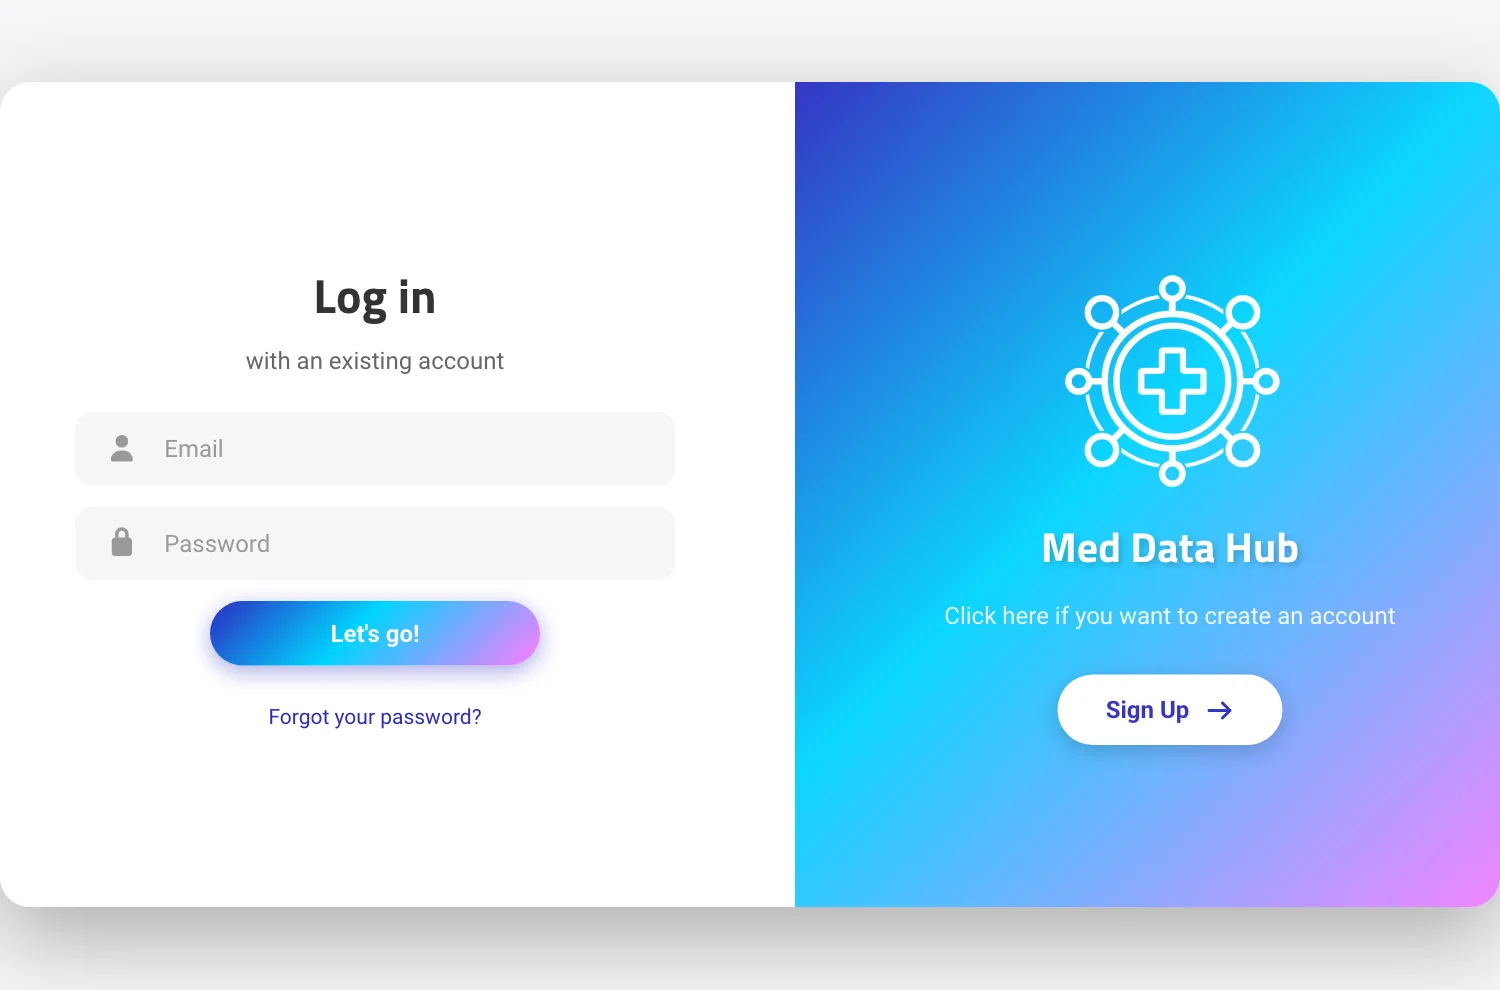 Log in
with an existing account
Email
Password
Let's go!
Forgot your password?
Med Data Hub
Click here if you want to create an account
Sign Up